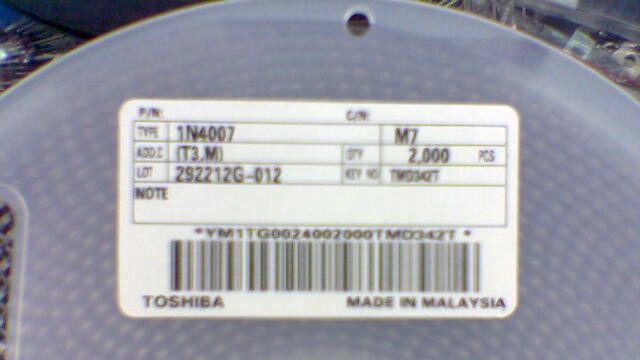 P/N: C/N:
TYPE 1N4007 M7
ADD.C (T3,M) QTY 2,000 PCS
LOT 292212G-012 KEY NO TMD342T
NOTE
*YM1TG0024002000TMD342T*
TOSHIBA MADE IN MALAYSIA